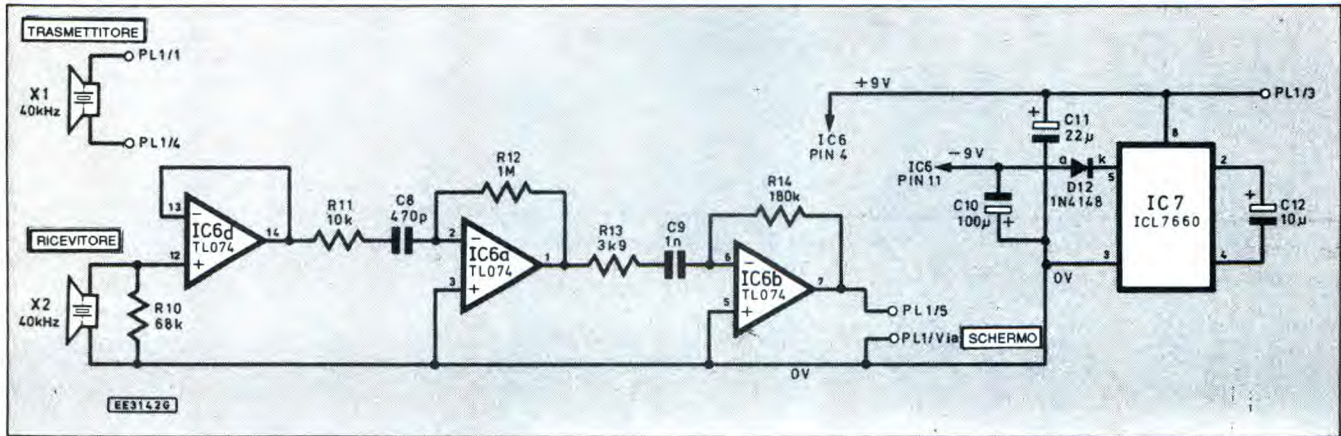 TRASMETTITORE
PL1/1
X1
40kHz
PL1/4
+9V
PL1/3
IC6
PIN 4
+
C11
22µ
8
IC6
PIN 11
-9V
a
k
5
D12
1N4148
C10
100µ
+
IC7
ICL7660
2
+
C12
10µ
4
3
0V
R12
1M
R14
180k
13
-
14
IC6d
TL074
12
+
R11
10k
C8
470p
2
-
IC6a
TL074
1
3
+
R13
3k9
C9
1n
6
-
IC6b
TL074
7
5
+
RICEVITORE
X2
40kHz
R10
68k
PL1/5
PL1/Via
SCHERMO
0V
EE3142G